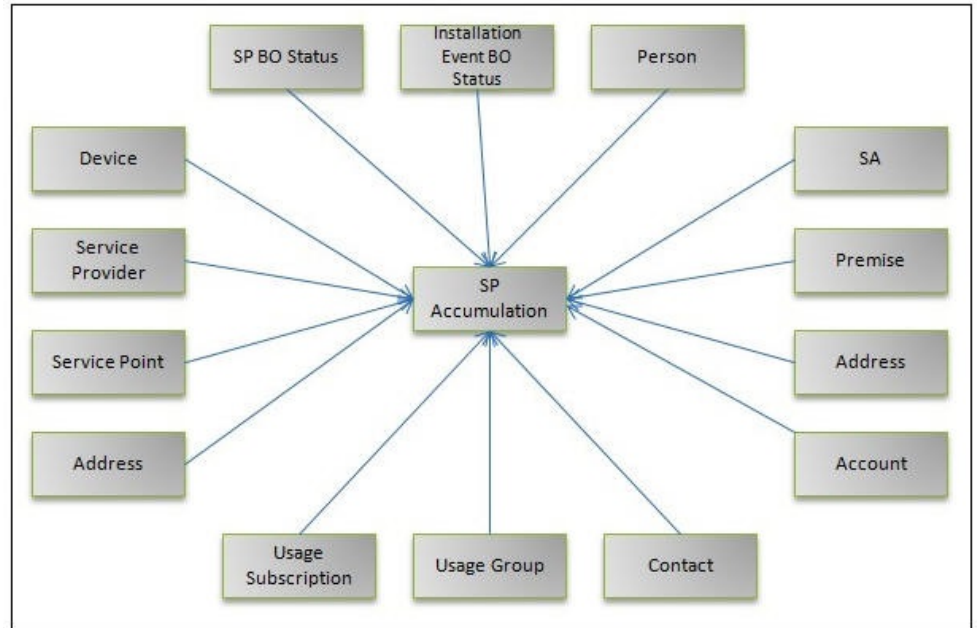 SP BO Status
Installation
Event BO
Status
Person
Device
SA
Service
Provider
Premise
SP
Accumulation
Service Point
Address
Address
Account
Usage
Subscription
Usage Group
Contact